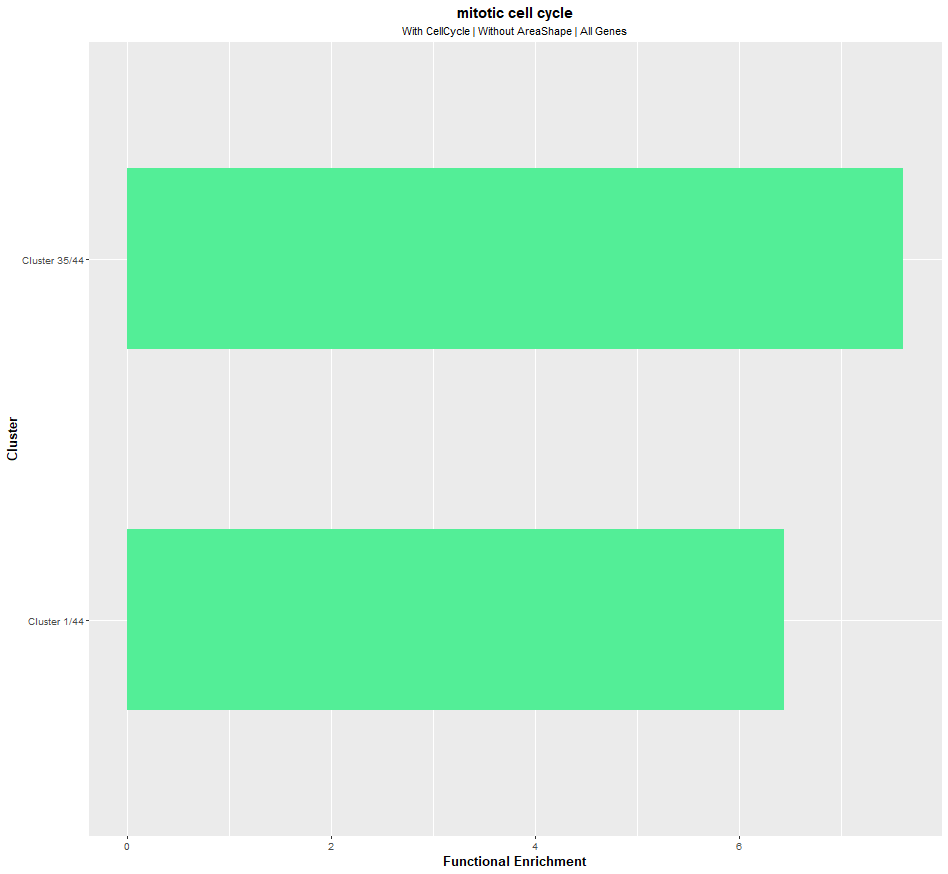 mitotic cell cycle
With CellCycle | Without AreaShape | All Genes
Cluster
Cluster 35/44
Cluster 1/44
0 2 4 6
Functional Enrichment